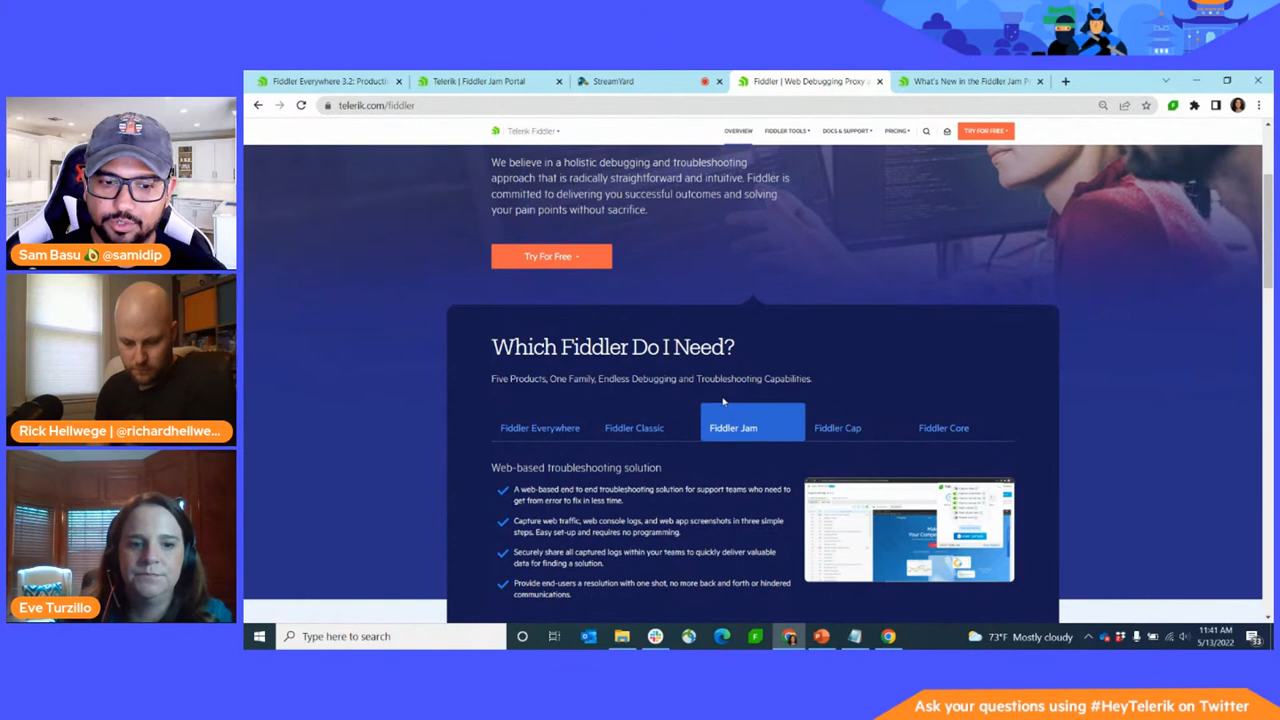 Fiddler Everywhere 3.2: Producti
Telerik | Fiddler Jam Portal
StreamYard
Fiddler | Web Debugging Proxy a
What's New in the Fiddler Jam P
telerik.com/fiddler
Telerik Fiddler
OVERVIEW
FIDDLER TOOLS
DOCS & SUPPORT
PRICING
TRY FOR FREE
We believe in a holistic debugging and troubleshooting
approach that is radically straightforward and intuitive. Fiddler is
committed to delivering you successful outcomes and solving
your pain points without sacrifice.
Try For Free
Which Fiddler Do I Need?
Five Products, One Family, Endless Debugging and Troubleshooting Capabilities.
Fiddler Everywhere
Fiddler Classic
Fiddler Jam
Fiddler Cap
Fiddler Core
Web-based troubleshooting solution
A web-based end to end troubleshooting solution for support teams who need to
get from error to fix in less time.
Capture web traffic, web console logs, and web app screenshots in three simple
steps. Easy set-up and requires no programming.
Securely share all captured logs within your teams to quickly deliver valuable
data for finding a solution.
Provide end-users a resolution with one shot, no more back and forth or hindered
communications.
Sam Basu 🥑 @samidip
Rick Hellwege | @richardhellwe...
Eve Turzillo
Type here to search
73°F Mostly cloudy
11:41 AM
5/13/2022
33
Ask your questions using #HeyTelerik on Twitter